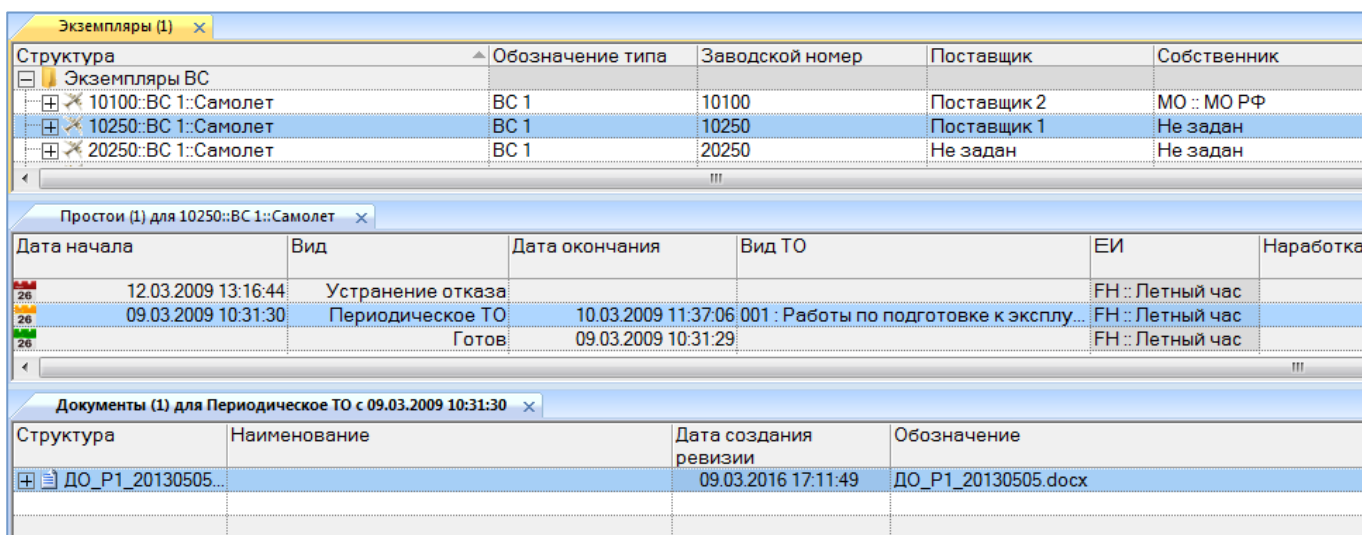 Экземпляры (1)
Структура Обозначение типа Заводской номер Поставщик Собственник
Экземпляры ВС
10100::ВС 1::Самолет ВС 1 10100 Поставщик 2 МО :: МО РФ
10250::ВС 1::Самолет ВС 1 10250 Поставщик 1 Не задан
20250::ВС 1::Самолет ВС 1 20250 Не задан Не задан
Простои (1) для 10250::ВС 1::Самолет
Дата начала Вид Дата окончания Вид ТО ЕИ Наработка
26 12.03.2009 13:16:44 Устранение отказа FH :: Летный час
26 09.03.2009 10:31:30 Периодическое ТО 10.03.2009 11:37:06 001 : Работы по подготовке к эксплу... FH :: Летный час
26 Готов 09.03.2009 10:31:29 FH :: Летный час
Документы (1) для Периодическое ТО с 09.03.2009 10:31:30
Структура Наименование Дата создания Обозначение
ревизии
ДО_Р1_20130505... 09.03.2016 17:11:49 ДО_Р1_20130505.docx